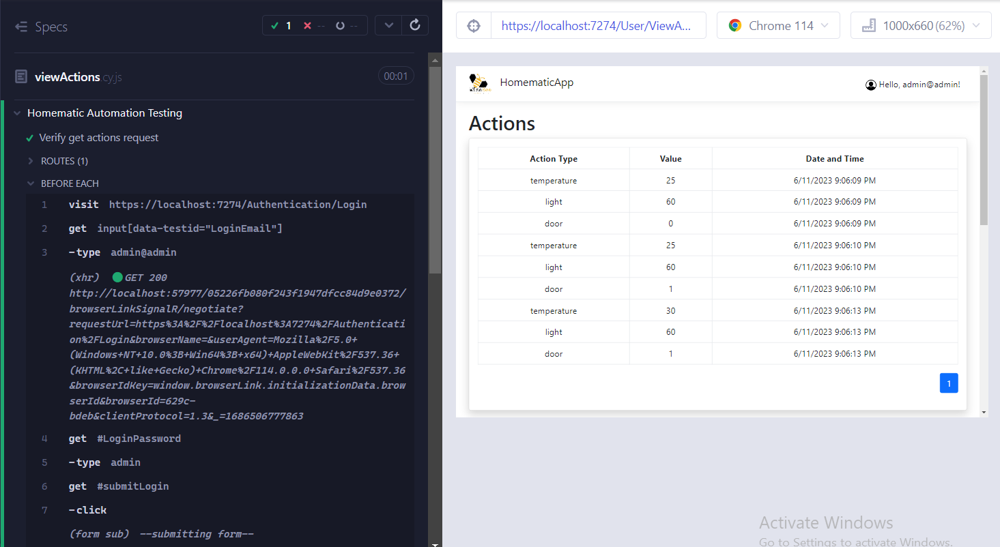 Specs
1 -- --
viewActions.cy.js 00:01
Homematic Automation Testing
Verify get actions request
ROUTES (1)
BEFORE EACH
1 visit https://localhost:7274/Authentication/Login
2 get input[data-testid="LoginEmail"]
3 -type admin@admin
(xhr) GET 200
http://localhost:57977/05226fb080f243f1947dfcc84d9e0372/
browserLinkSignalR/negotiate?
requestUrl=https%3A%2F%2Flocalhost%3A7274%2FAuthenticati
on%2FLogin&browserName=&userAgent=Mozilla%2F5.0+
(Windows+NT+10.0%3B+Win64%3B+x64)+AppleWebKit%2F537.36+
(KHTML%2C+like+Gecko)+Chrome%2F114.0.0.0+Safari%2F537.36
&browserIdKey=window.browserLink.initializationData.brow
serId&browserId=629c-
bdeb&clientProtocol=1.3&_=1686506777863
4 get #LoginPassword
5 -type admin
6 get #submitLogin
7 -click
(form sub) --submitting form--
https://localhost:7274/User/ViewA...
Chrome 114
1000x660 (62%)
HomematicApp
Hello, admin@admin!
Actions
Action Type Value Date and Time
temperature 25 6/11/2023 9:06:09 PM
light 60 6/11/2023 9:06:09 PM
door 0 6/11/2023 9:06:09 PM
temperature 25 6/11/2023 9:06:10 PM
light 60 6/11/2023 9:06:10 PM
door 1 6/11/2023 9:06:10 PM
temperature 30 6/11/2023 9:06:13 PM
light 60 6/11/2023 9:06:13 PM
door 1 6/11/2023 9:06:13 PM
1
Activate Windows
Go to Settings to activate Windows.